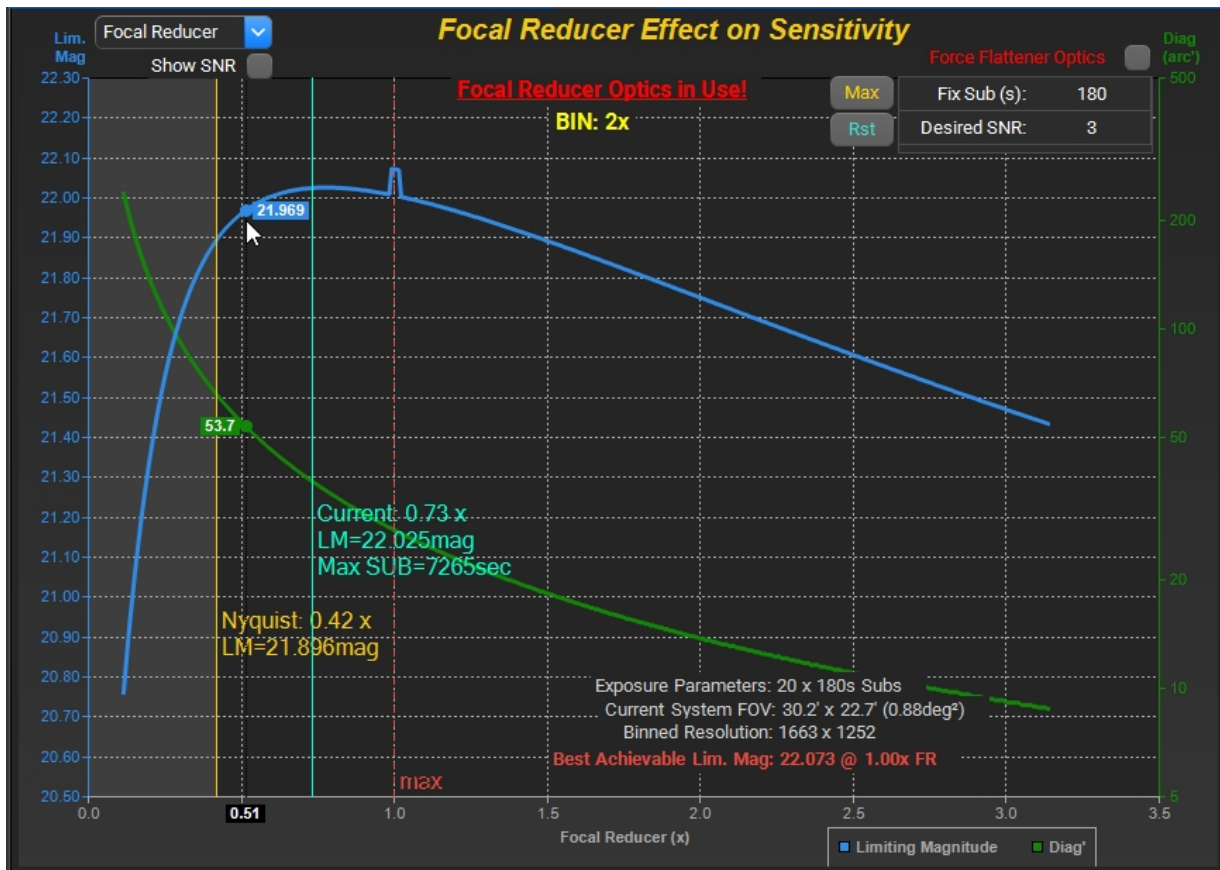 Focal Reducer Effect on Sensitivity
Focal Reducer
Show SNR
Lim.
Mag
Diag
(arc')
Force Flattener Optics
Focal Reducer Optics in Use!
BIN: 2x
Max
Rst
Fix Sub (s): 180
Desired SNR: 3
22.30
22.20
22.10
22.00
21.90
21.80
21.70
21.60
21.50
21.40
21.30
21.20
21.10
21.00
20.90
20.80
20.70
20.60
20.50
500
200
100
50
20
10
5
21.969
53.7
Current: 0.73 x
LM=22.025mag
Max SUB=7265sec
Nyquist: 0.42 x
LM=21.896mag
Exposure Parameters: 20 x 180s Subs
Current System FOV: 30.2' x 22.7' (0.88deg²)
Binned Resolution: 1663 x 1252
Best Achievable Lim. Mag: 22.073 @ 1.00x FR
max
0.0 0.51 1.0 1.5 2.0 2.5 3.0 3.5
Focal Reducer (x)
Limiting Magnitude Diag'